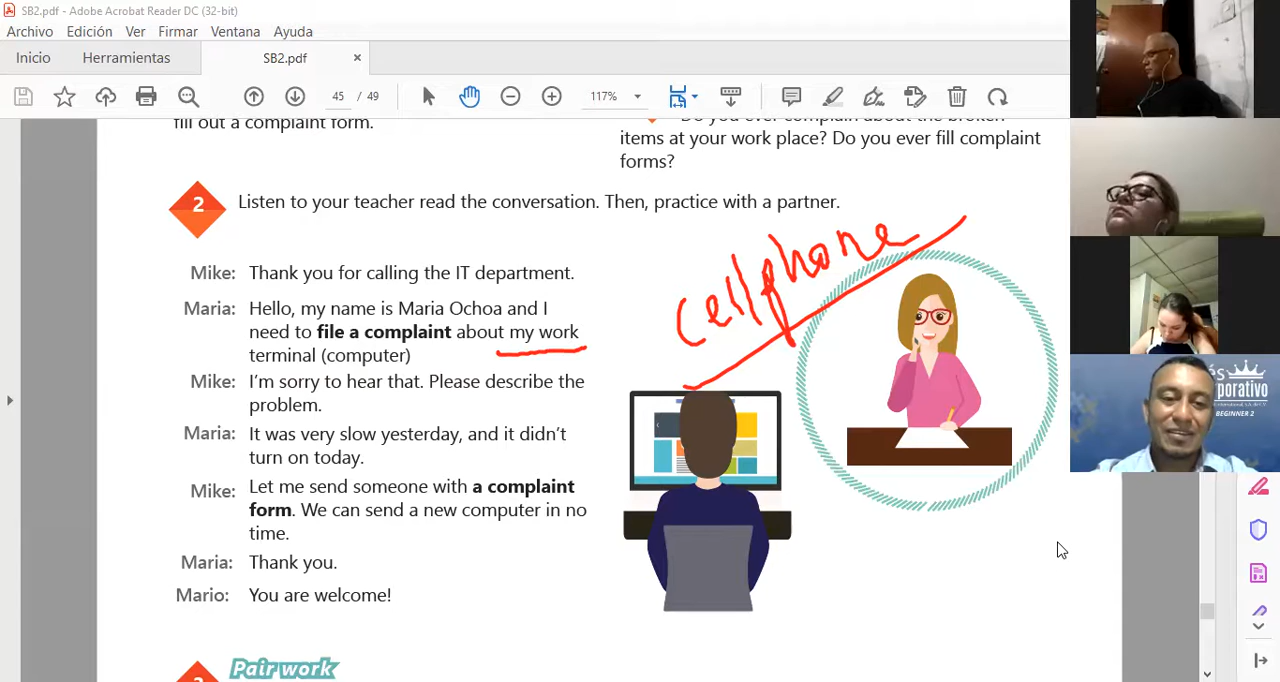 SB2.pdf - Adobe Acrobat Reader DC (32-bit)
Archivo Edición Ver Firmar Ventana Ayuda
Inicio Herramientas SB2.pdf ×
45 / 49 117%
fill out a complaint form.
Do you ever complain about the broken
items at your work place? Do you ever fill complaint
forms?
2 Listen to your teacher read the conversation. Then, practice with a partner.
Cellphone
Mike: Thank you for calling the IT department.
Maria: Hello, my name is Maria Ochoa and I
need to file a complaint about my work
terminal (computer)
Mike: I'm sorry to hear that. Please describe the
problem.
Maria: It was very slow yesterday, and it didn't
turn on today.
Mike: Let me send someone with a complaint
form. We can send a new computer in no
time.
Maria: Thank you.
Mario: You are welcome!
Pair work
BEGINNER 2